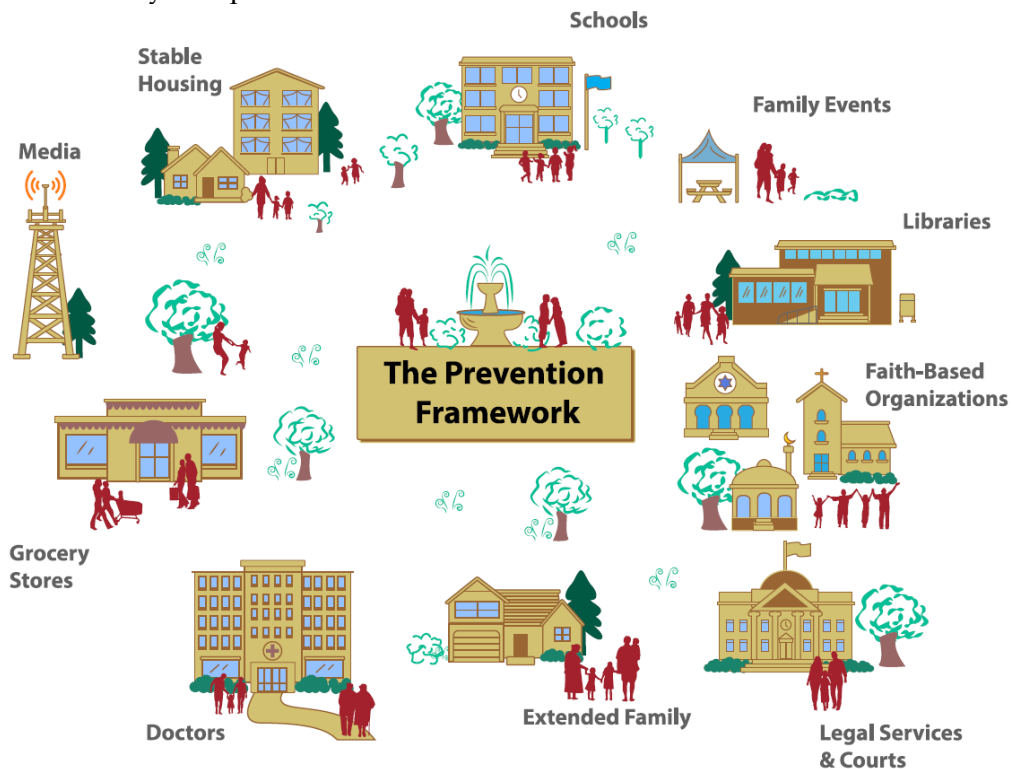 Schools
Stable
Housing
Family Events
Media
Libraries
The Prevention
Framework
Faith-Based
Organizations
Grocery
Stores
Doctors
Extended Family
Legal Services
& Courts